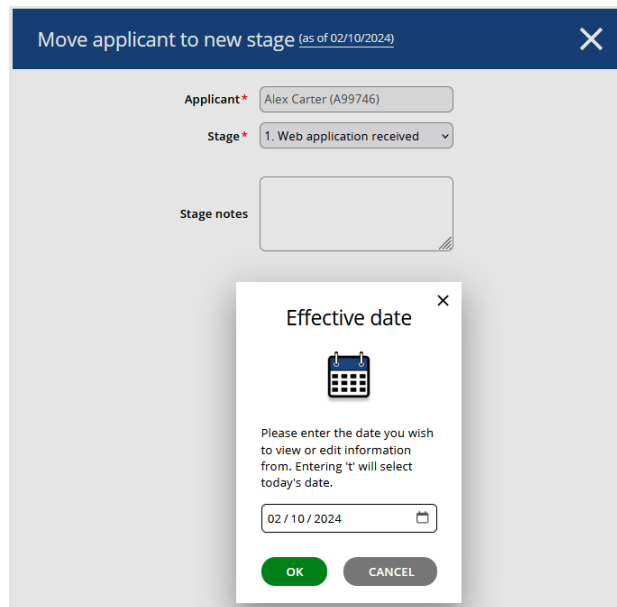 Move applicant to new stage (as of 02/10/2024)
Applicant* Alex Carter (A99746)
Stage* 1. Web application received
Stage notes
Effective date
Please enter the date you wish
to view or edit information
from. Entering 't' will select
today's date.
02 / 10 / 2024
OK CANCEL